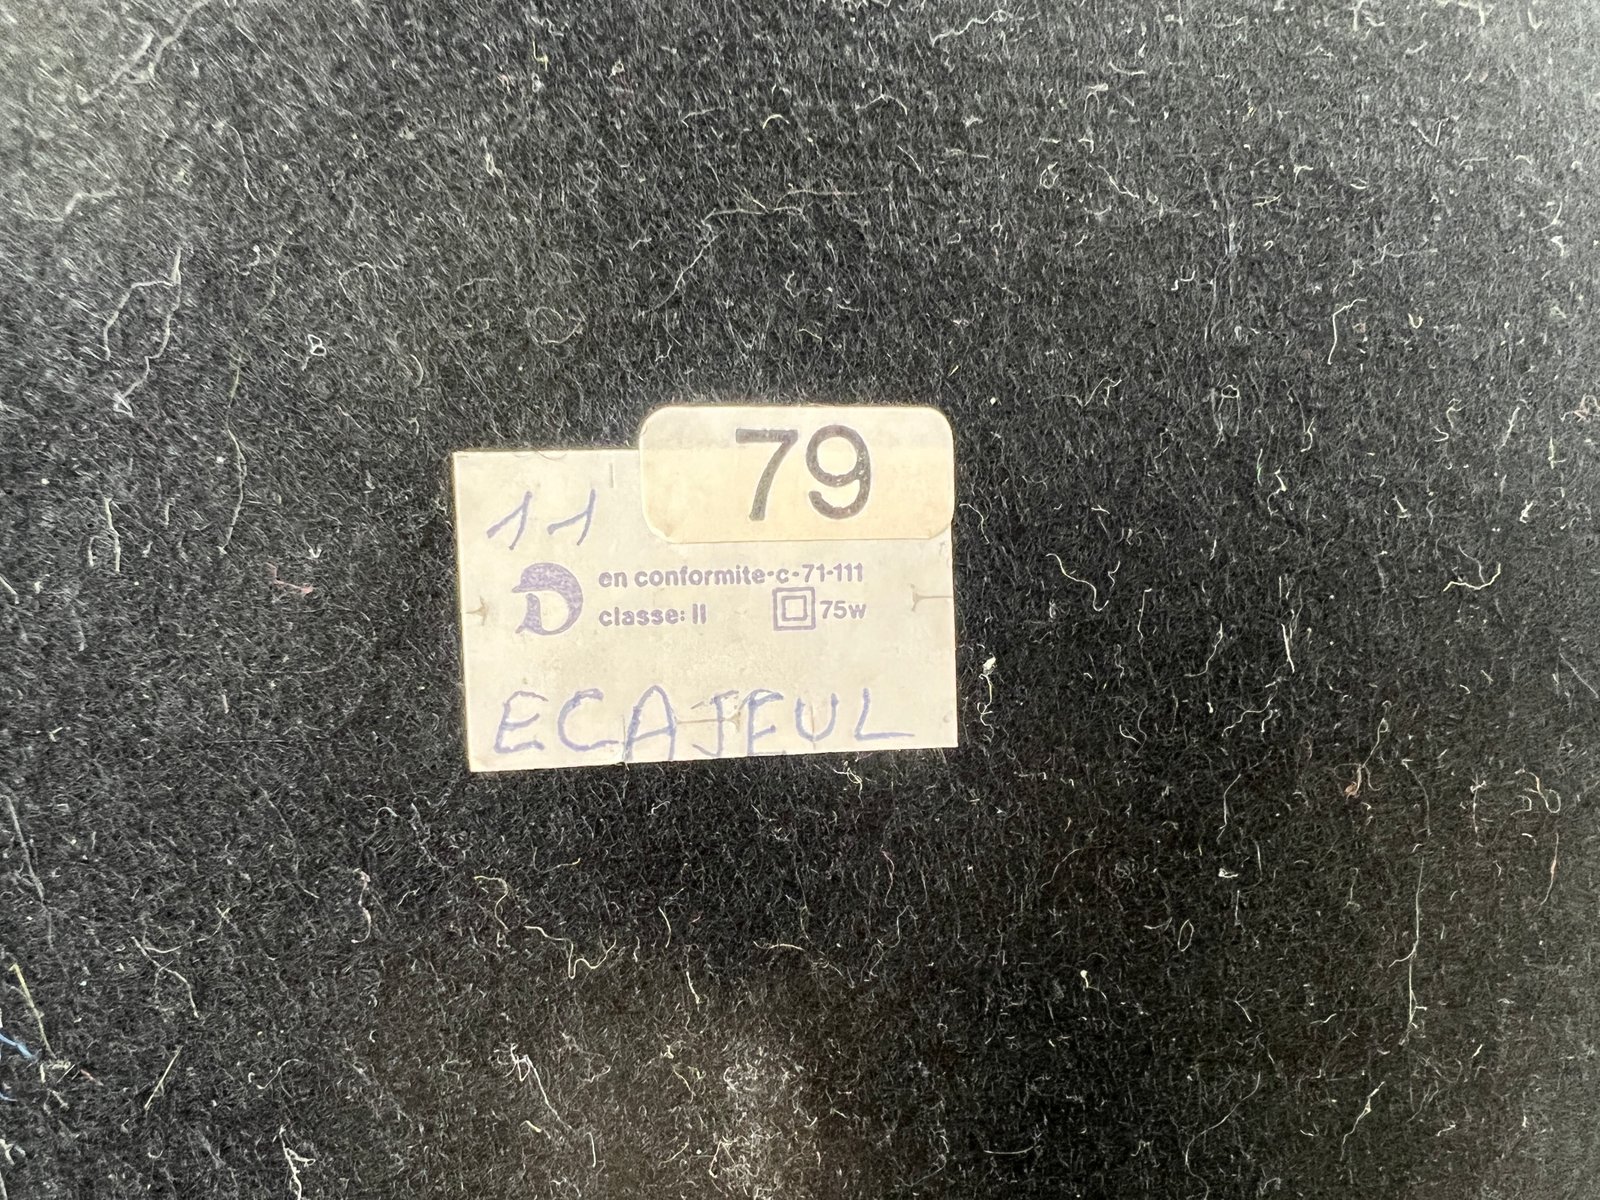 79
11
D en conformite-c-71-111
classe: II 75w
ECAJEUL